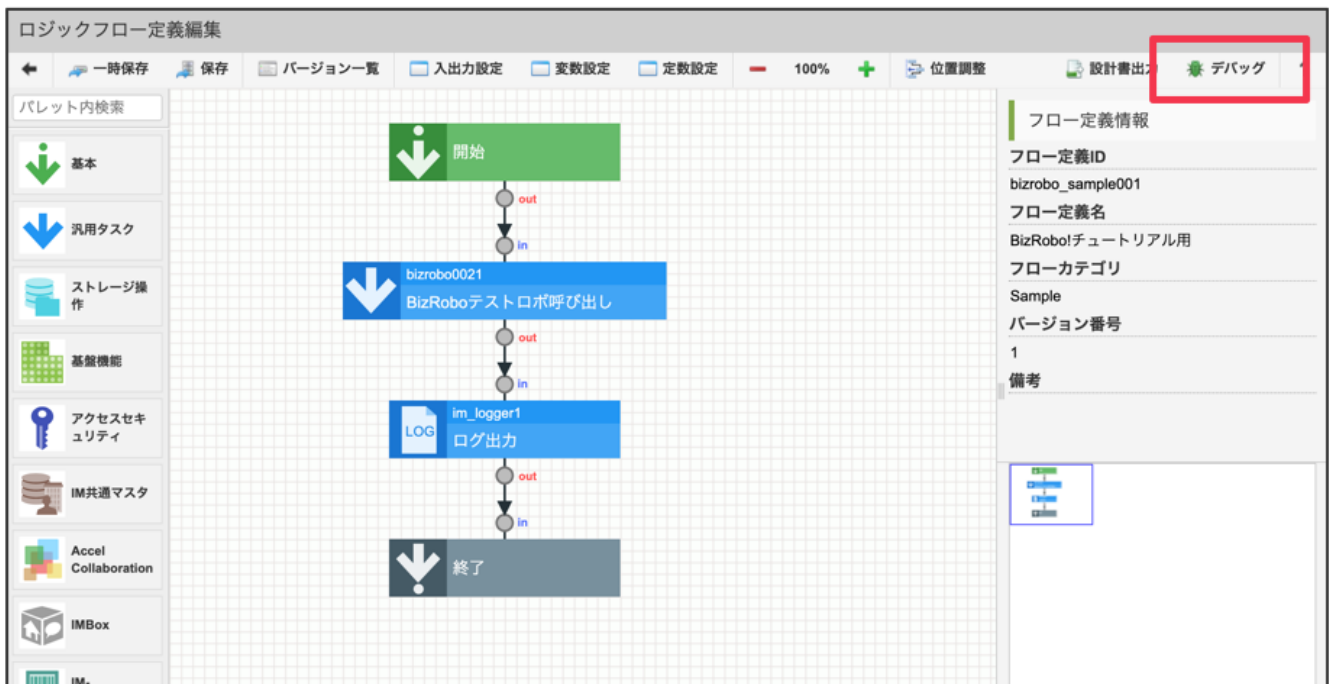 ロジックフロー定義編集
一時保存 保存 バージョン一覧 入出力設定 変数設定 定数設定 100% 位置調整 設計書出力 デバッグ
パレット内検索
基本
汎用タスク
ストレージ操
作
基盤機能
アクセスセキ
ュリティ
IM共通マスタ
Accel
Collaboration
IMBox
IM-
開始
out
in
bizrobo0021
BizRoboテストロボ呼び出し
out
in
im_logger1
LOG
ログ出力
out
in
終了
フロー定義情報
フロー定義ID
bizrobo_sample001
フロー定義名
BizRobo!チュートリアル用
フローカテゴリ
Sample
バージョン番号
1
備考